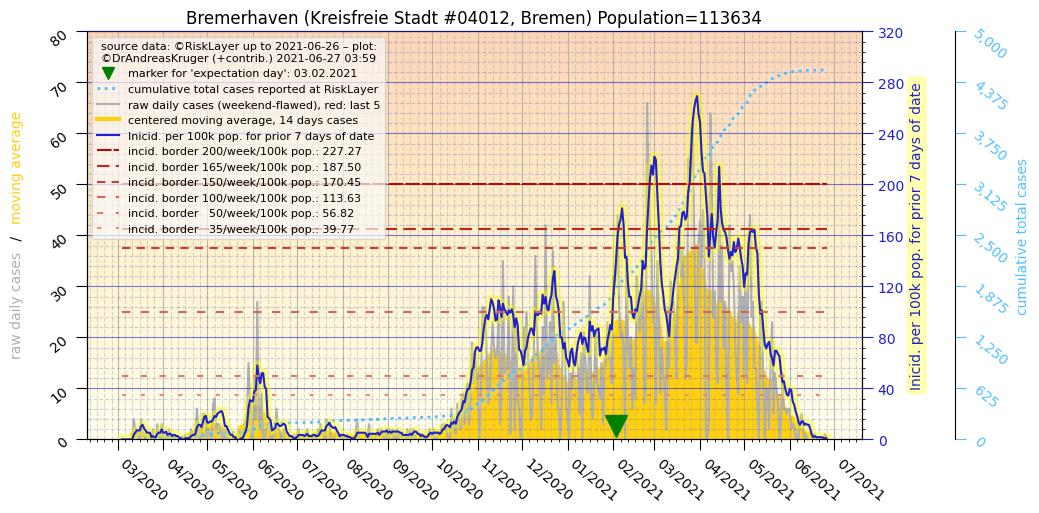 Bremerhaven (Kreisfreie Stadt #04012, Bremen) Population=113634
source data: ©RiskLayer up to 2021-06-26 – plot:
©DrAndreasKruger (+contrib.) 2021-06-27 03:59
marker for 'expectation day': 03.02.2021
cumulative total cases reported at RiskLayer
raw daily cases (weekend-flawed), red: last 5
centered moving average, 14 days cases
Inicid. per 100k pop. for prior 7 days of date
incid. border 200/week/100k pop.: 227.27
incid. border 165/week/100k pop.: 187.50
incid. border 150/week/100k pop.: 170.45
incid. border 100/week/100k pop.: 113.63
incid. border   50/week/100k pop.: 56.82
incid. border   35/week/100k pop.: 39.77
raw daily cases   /   moving average
80
70
60
50
40
30
20
10
0
320
280
240
200
160
120
80
40
0
Inicid. per 100k pop. for prior 7 days of date
5,000
4,375
3,750
3,125
2,500
1,875
1,250
625
0
cumulative total cases
03/2020
04/2020
05/2020
06/2020
07/2020
08/2020
09/2020
10/2020
11/2020
12/2020
01/2021
02/2021
03/2021
04/2021
05/2021
06/2021
07/2021